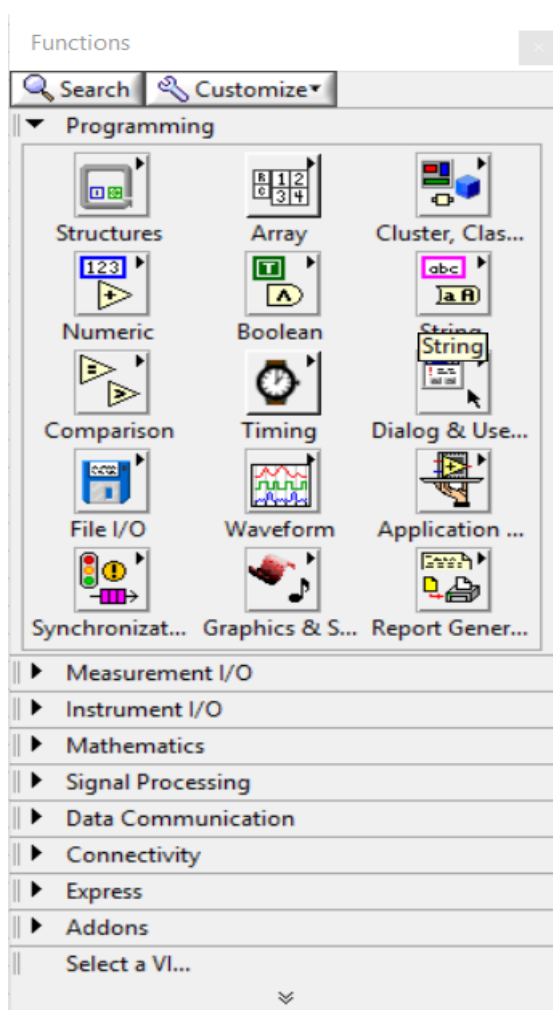 Functions
Search Customize
Programming
Structures Array Cluster, Clas...
Numeric Boolean String
String
Comparison Timing Dialog & Use...
File I/O Waveform Application ...
Synchronizat... Graphics & S... Report Gener...
Measurement I/O
Instrument I/O
Mathematics
Signal Processing
Data Communication
Connectivity
Express
Addons
Select a VI...